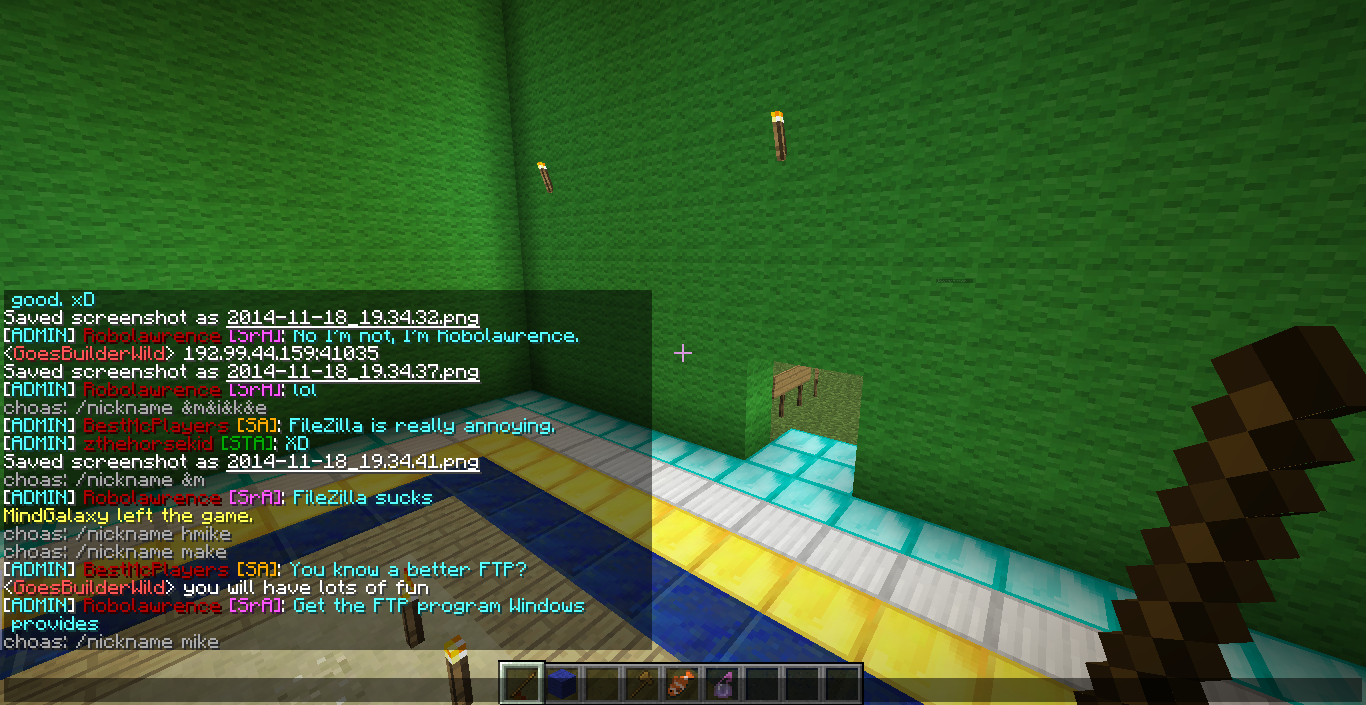 good. xD
Saved screenshot as 2014-11-18_19.34.32.png
[ADMIN] Robolawrence [SrA]: No I'm not, I'm Robolawrence.
<GoesBuilderWild> 192.99.44.159:41035
Saved screenshot as 2014-11-18_19.34.37.png
[ADMIN] Robolawrence [SrA]: lol
choas: /nickname &m&i&k&e
[ADMIN] BestMcPlayers [SA]: FileZilla is really annoying.
[ADMIN] zthehorsekid [STA]: XD
Saved screenshot as 2014-11-18_19.34.41.png
choas: /nickname &m
[ADMIN] Robolawrence [SrA]: FileZilla sucks
MindGalaxy left the game.
choas: /nickname hmike
choas: /nickname make
[ADMIN] BestMcPlayers [SA]: You know a better FTP?
<GoesBuilderWild> you will have lots of fun
[ADMIN] Robolawrence [SrA]: Get the FTP program Windows
provides
choas: /nickname mike